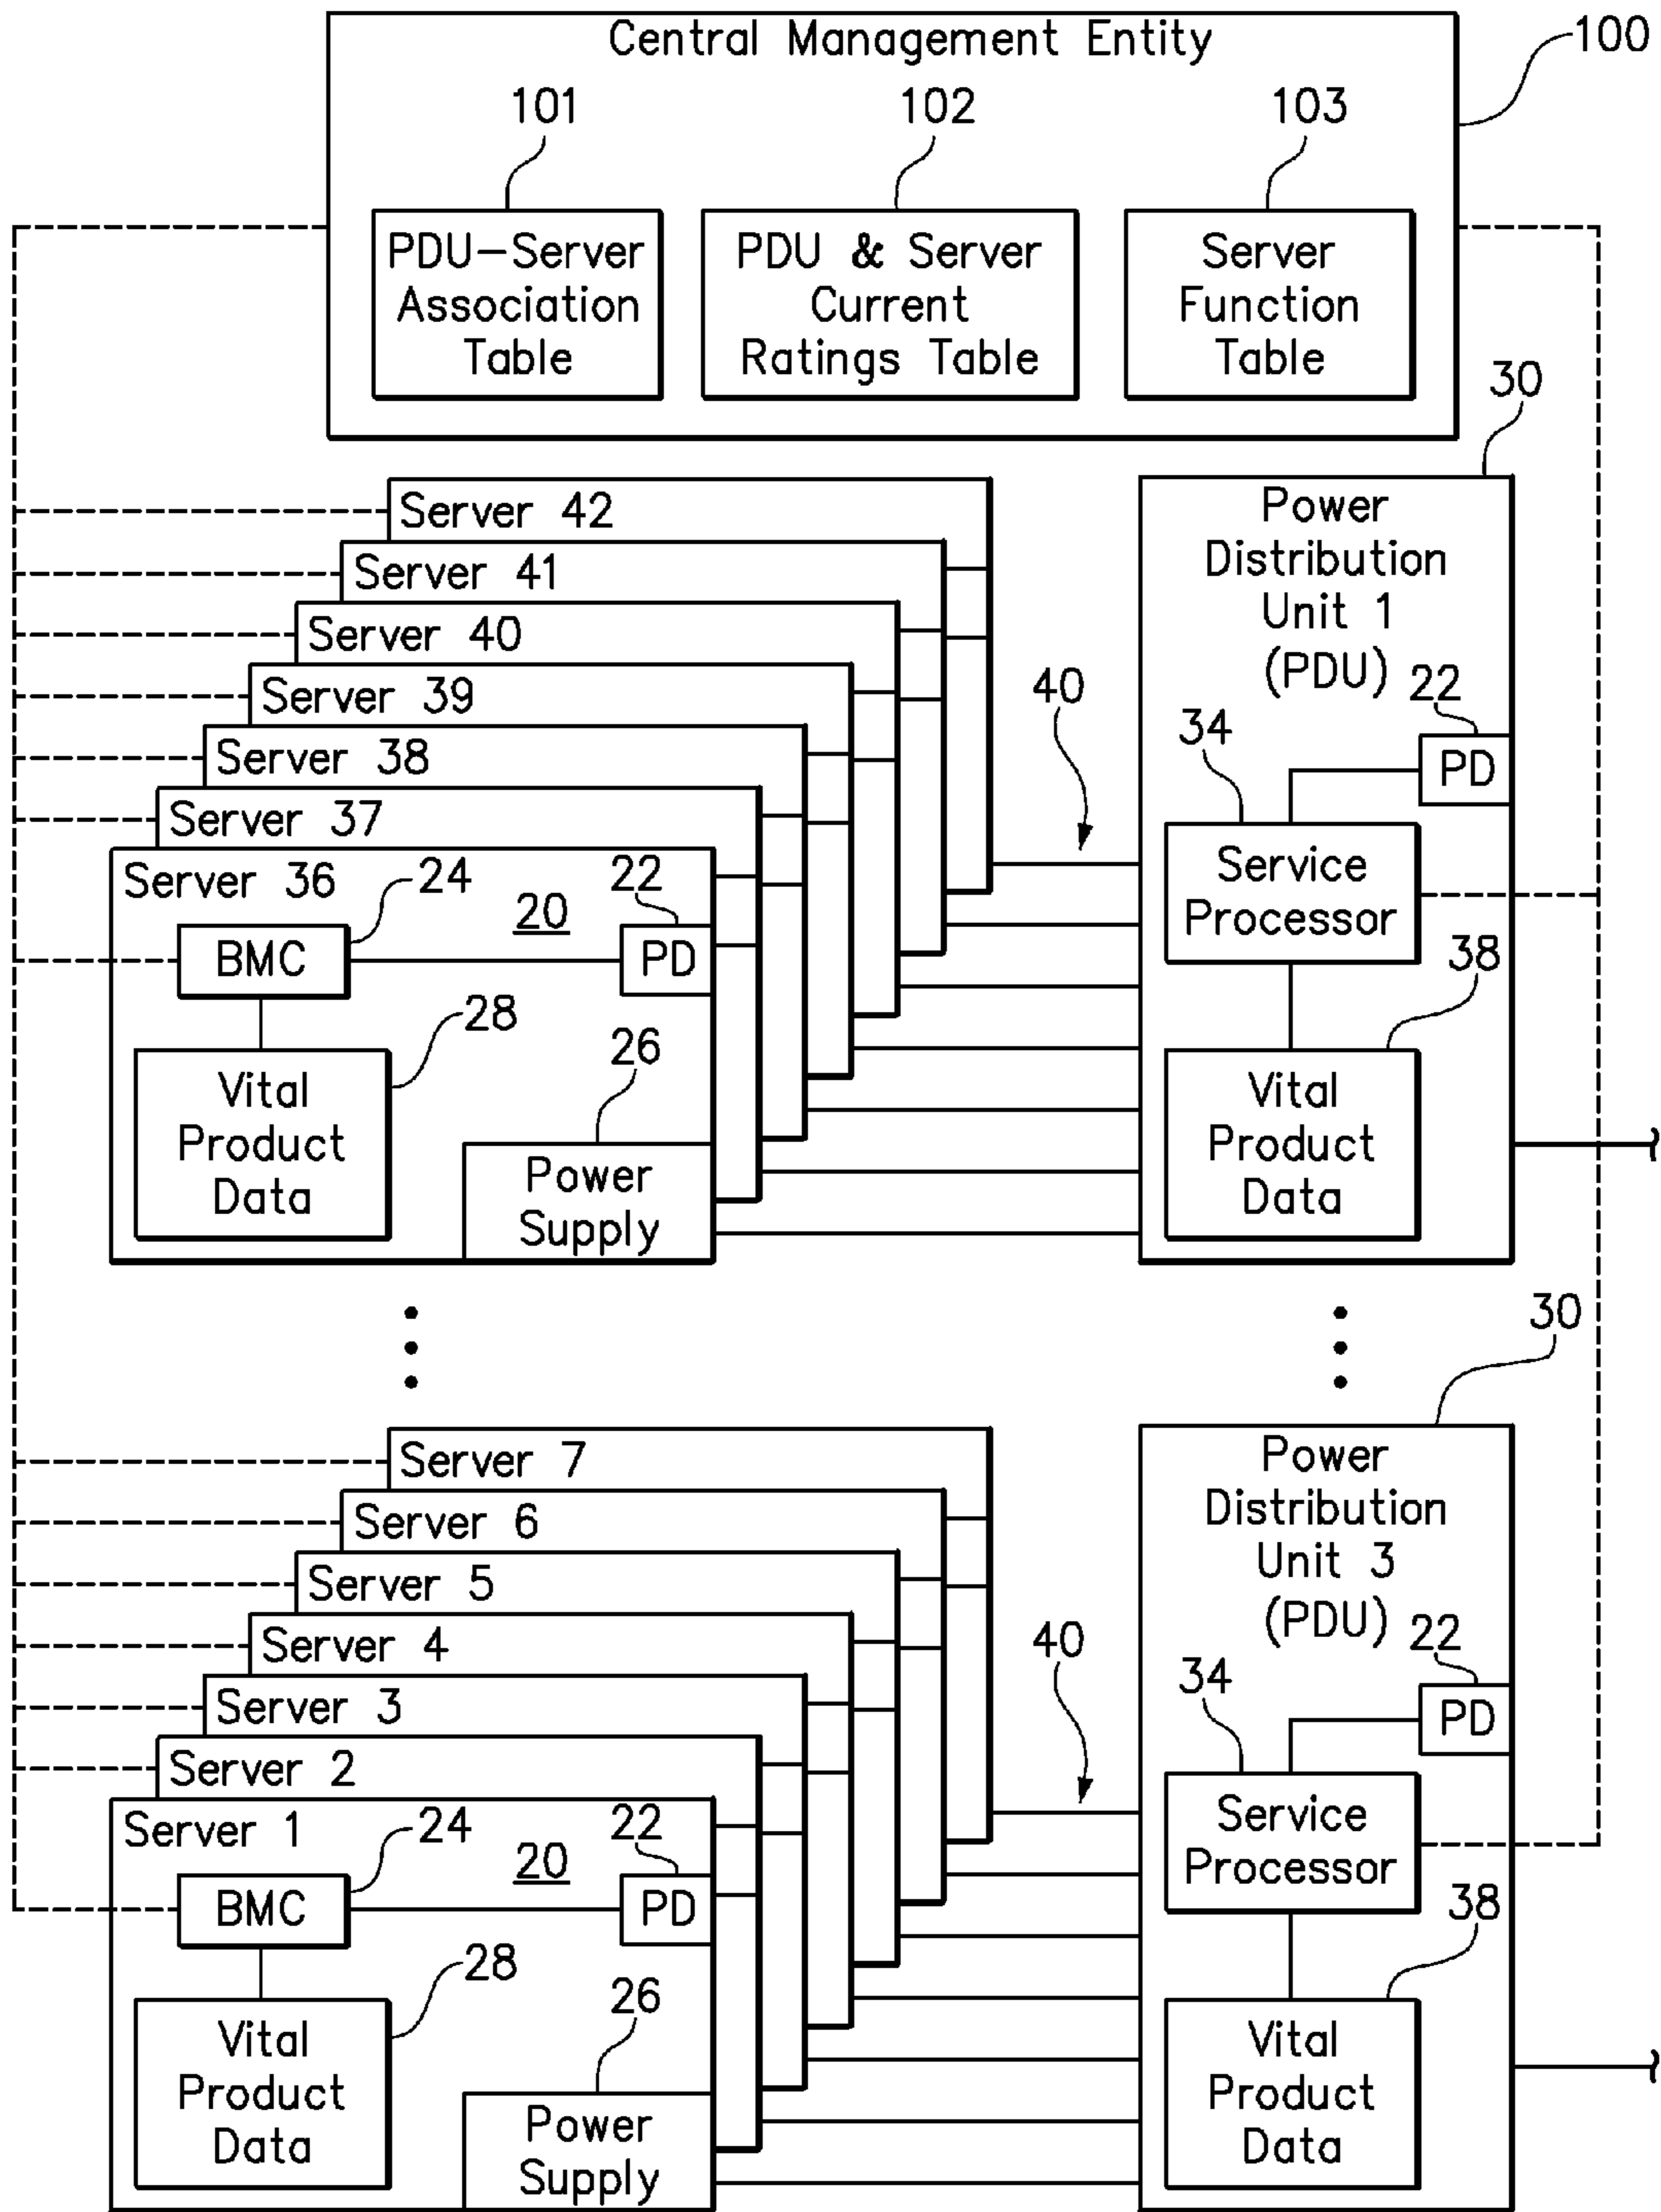 Central Management Entity
100
101
102
103
PDU-Server
Association
Table
PDU & Server
Current
Ratings Table
Server
Function
Table
30
Server 42
Server 41
Server 40
Server 39
Server 38
Server 37
Server 36
24
20
22
BMC
PD
28
Vital
Product
Data
26
Power
Supply
40
Power
Distribution
Unit 1
(PDU)
22
PD
34
Service
Processor
38
Vital
Product
Data
30
Server 7
Server 6
Server 5
Server 4
Server 3
Server 2
Server 1
24
20
22
BMC
PD
28
Vital
Product
Data
26
Power
Supply
40
Power
Distribution
Unit 3
(PDU)
22
PD
34
Service
Processor
38
Vital
Product
Data